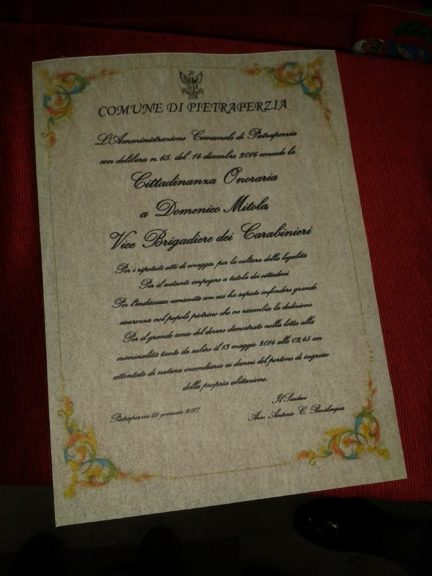 COMUNE DI PIETRAPERZIA
L'Amministrazione Comunale di Pietraperzia
con delibera n. 65. del 14 dicembre 2016 concede la
Cittadinanza Onoraria
a Domenico Mitola
Vice Brigadiere dei Carabinieri
Per i ripetuti atti di coraggio, per la cultura della legalità
Per il costante impegno a tutela dei cittadini
Per l'indiscussa umanità con cui ha saputo infondere grande
sicurezza nel popolo pietrino che ne ricambia la dedizione
Per il grande senso del dovere dimostrato nella lotta alla
criminalità tanto da subire il 13 maggio 2014 alle 02,45 un
attentato di natura incendiaria ai danni del portone di ingresso
della propria abitazione.
Pietraperzia 05 gennaio 2017
Il Sindaco
Avv. Antonio C. Bevilacqua